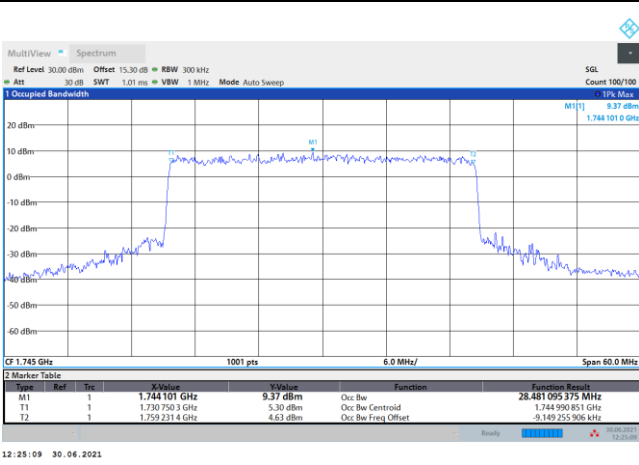 MultiView Spectrum
Ref Level 30.00 dBm Offset 15.30 dB RBW 300 kHz SGL
Att 30 dB SWT 1.01 ms VBW 1 MHz Mode Auto Sweep Count 100/100
1 Occupied Bandwidth 1Pk Max
M1[1] 9.37 dBm
1.744 101 0 GHz
20 dBm
M1
10 dBm
T1 T2
0 dBm
-10 dBm
-20 dBm
-30 dBm
-40 dBm
-50 dBm
-60 dBm
CF 1.745 GHz 1001 pts 6.0 MHz/ Span 60.0 MHz
2 Marker Table
Type Ref Trc X-Value Y-Value Function Function Result
M1 1 1.744 101 GHz 9.37 dBm Occ Bw 28.481 095 375 MHz
T1 1 1.730 750 3 GHz 5.30 dBm Occ Bw Centroid 1.744 990 851 GHz
T2 1 1.759 231 4 GHz 4.63 dBm Occ Bw Freq Offset -9.149 255 906 kHz
Ready 30.06.2021
12:25:09
12:25:09 30.06.2021